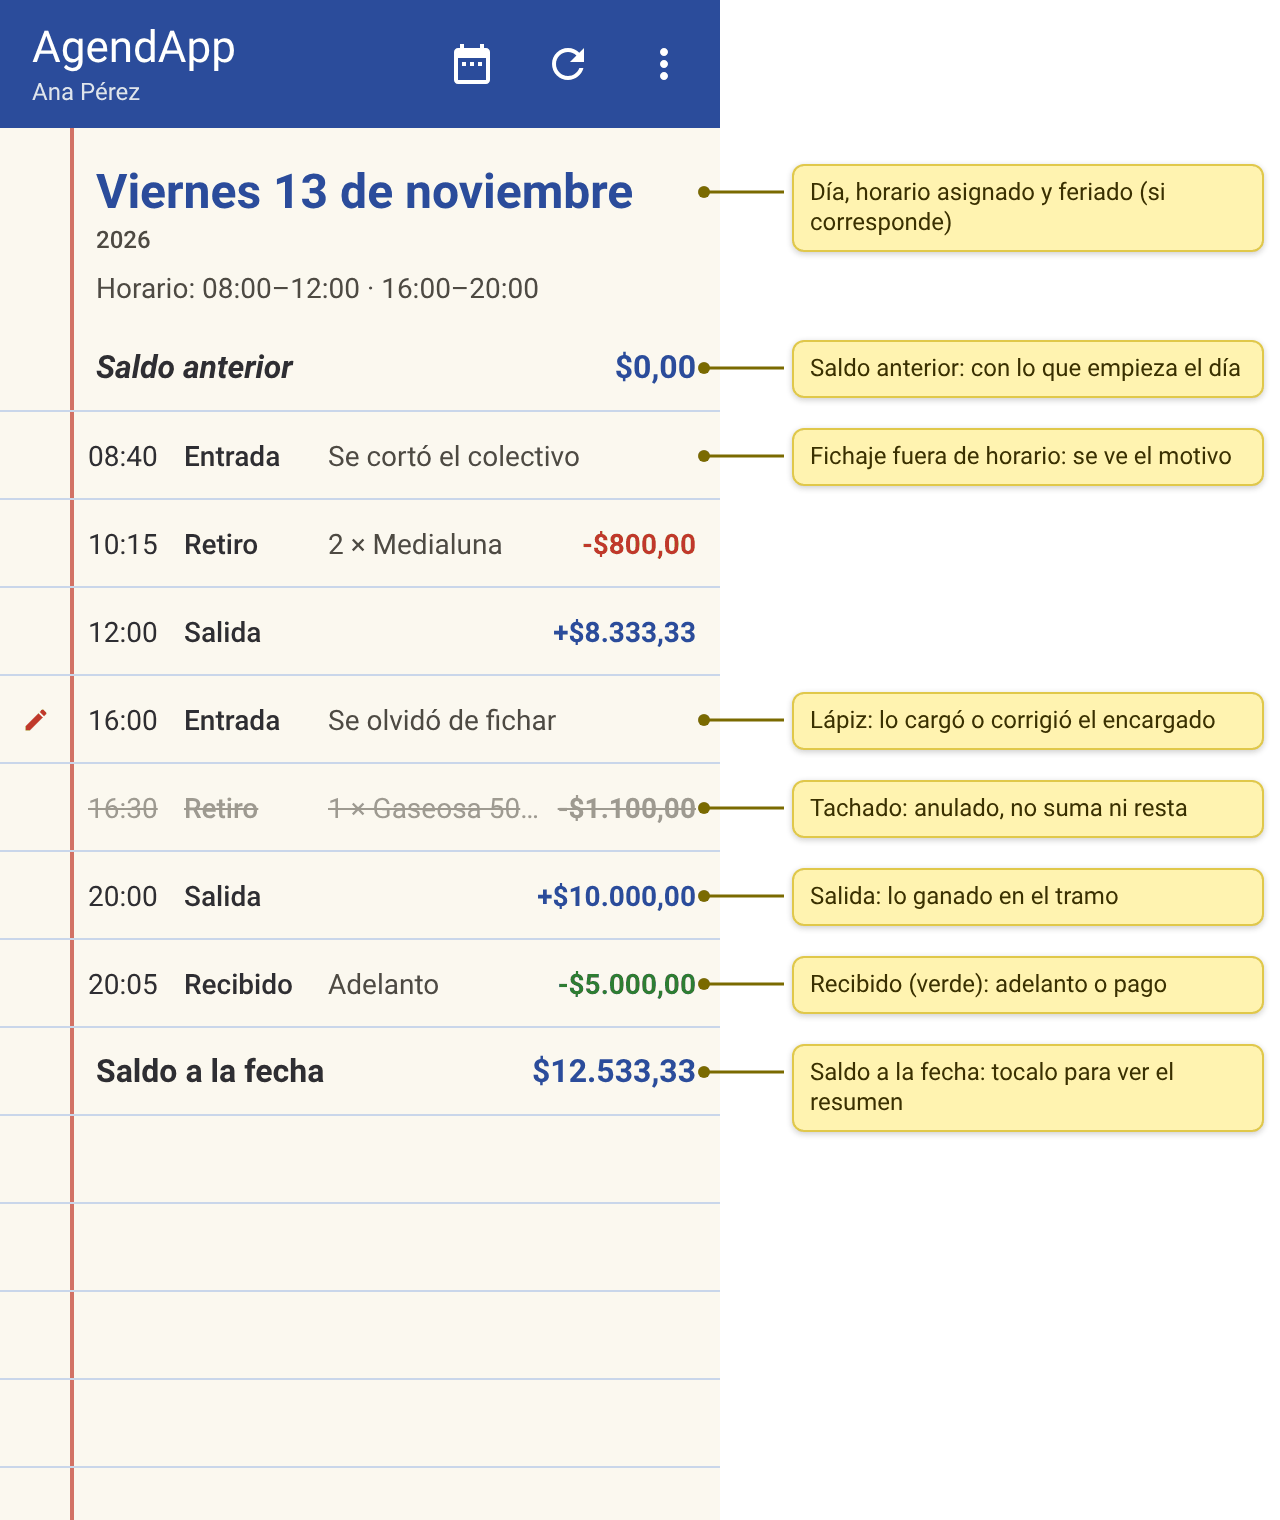 AgendApp
Ana Pérez
Viernes 13 de noviembre
2026
Horario: 08:00–12:00 · 16:00–20:00
Día, horario asignado y feriado (si
corresponde)
Saldo anterior $0,00
Saldo anterior: con lo que empieza el día
08:40 Entrada Se cortó el colectivo
Fichaje fuera de horario: se ve el motivo
10:15 Retiro 2 × Medialuna -$800,00
12:00 Salida +$8.333,33
16:00 Entrada Se olvidó de fichar
Lápiz: lo cargó o corrigió el encargado
16:30 Retiro 1 × Gaseosa 50… -$1.100,00
Tachado: anulado, no suma ni resta
20:00 Salida +$10.000,00
Salida: lo ganado en el tramo
20:05 Recibido Adelanto -$5.000,00
Recibido (verde): adelanto o pago
Saldo a la fecha $12.533,33
Saldo a la fecha: tocalo para ver el
resumen